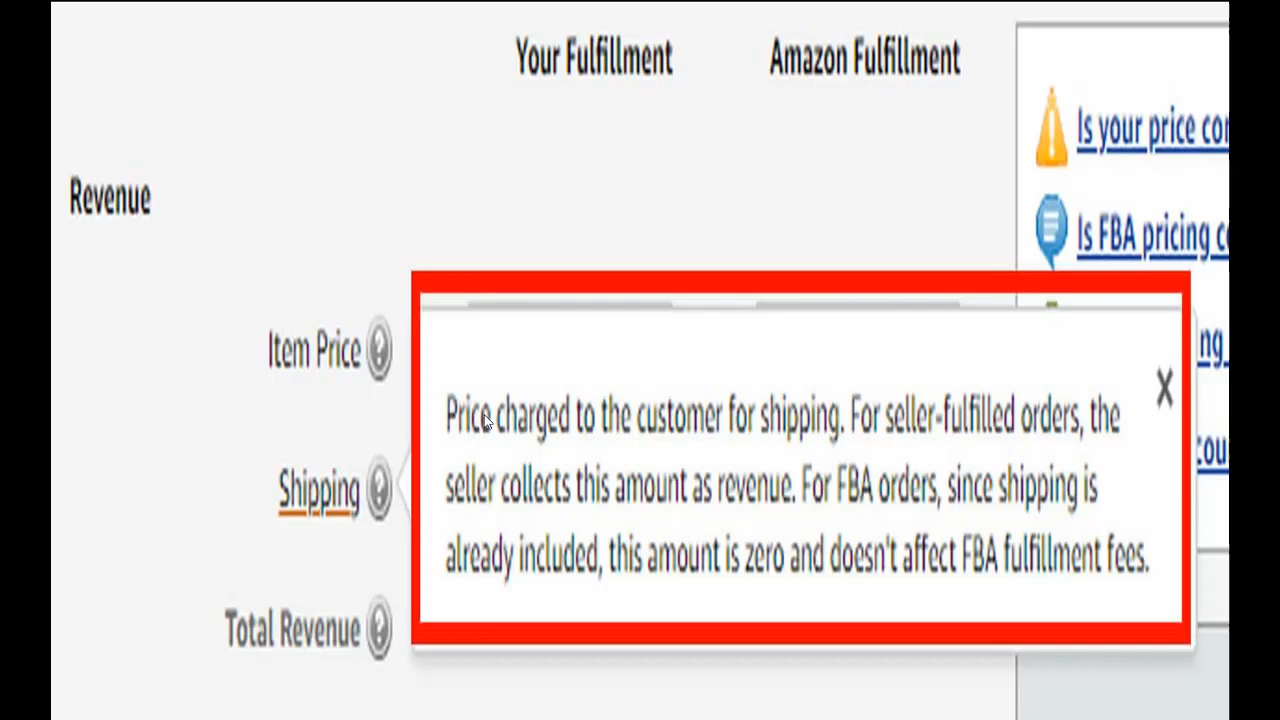 Your Fulfillment Amazon Fulfillment
Is your price
Revenue
Is FBA pricing
Item Price
Price charged to the customer for shipping. For seller-fulfilled orders, the
Shipping seller collects this amount as revenue. For FBA orders, since shipping is
already included, this amount is zero and doesn't affect FBA fulfillment fees.
Total Revenue